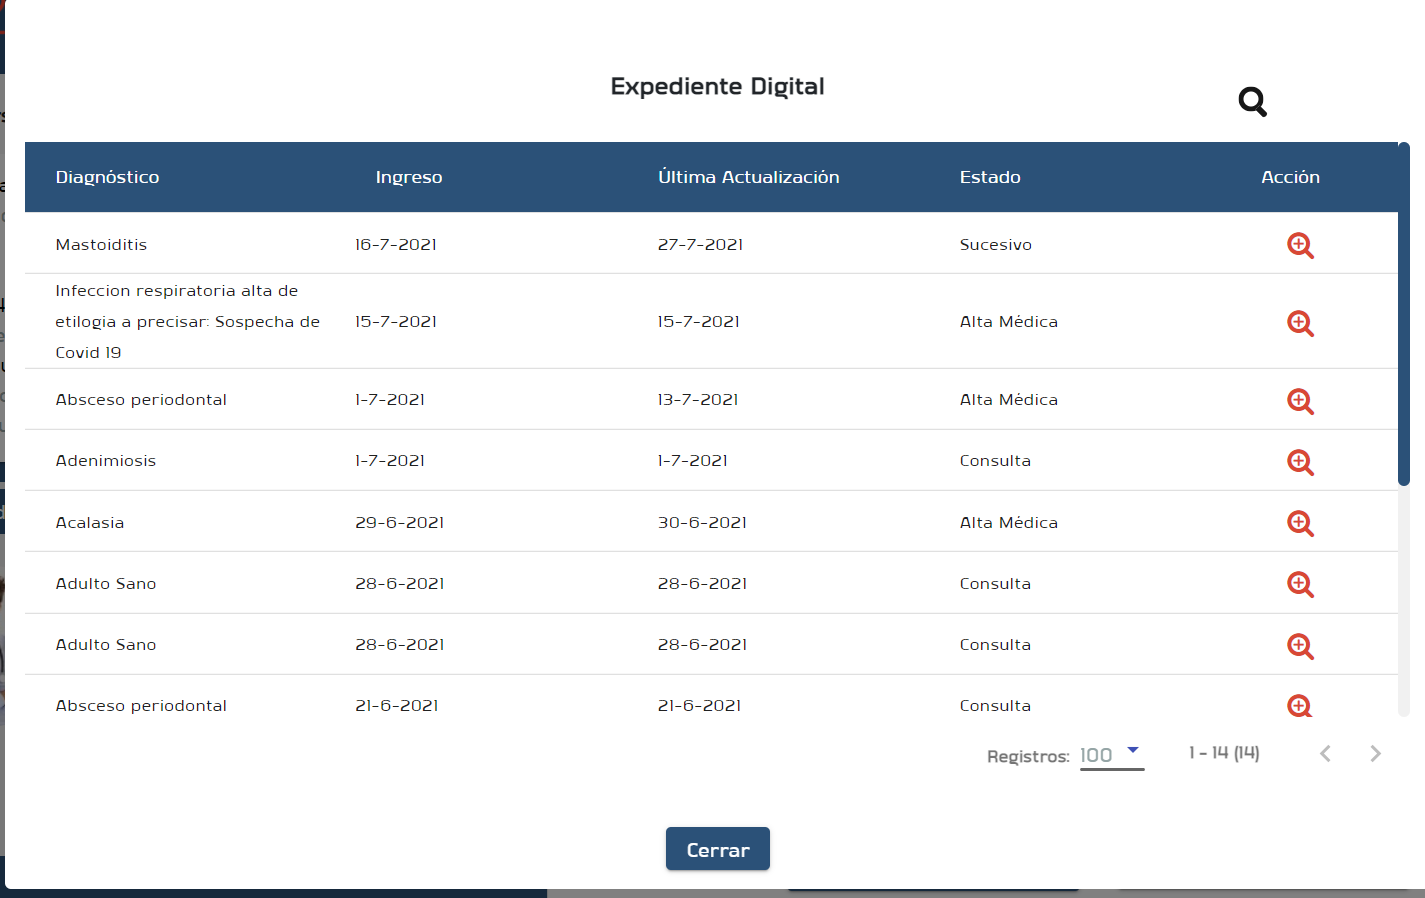 Expediente Digital
Diagnóstico Ingreso Última Actualización Estado Acción
Mastoiditis 16-7-2021 27-7-2021 Sucesivo
Infeccion respiratoria alta de
etilogia a precisar: Sospecha de 15-7-2021 15-7-2021 Alta Médica
Covid 19
Absceso periodontal 1-7-2021 13-7-2021 Alta Médica
Adenimiosis 1-7-2021 1-7-2021 Consulta
Acalasia 29-6-2021 30-6-2021 Alta Médica
Adulto Sano 28-6-2021 28-6-2021 Consulta
Adulto Sano 28-6-2021 28-6-2021 Consulta
Absceso periodontal 21-6-2021 21-6-2021 Consulta
Registros: 100 1 - 14 (14)
Cerrar